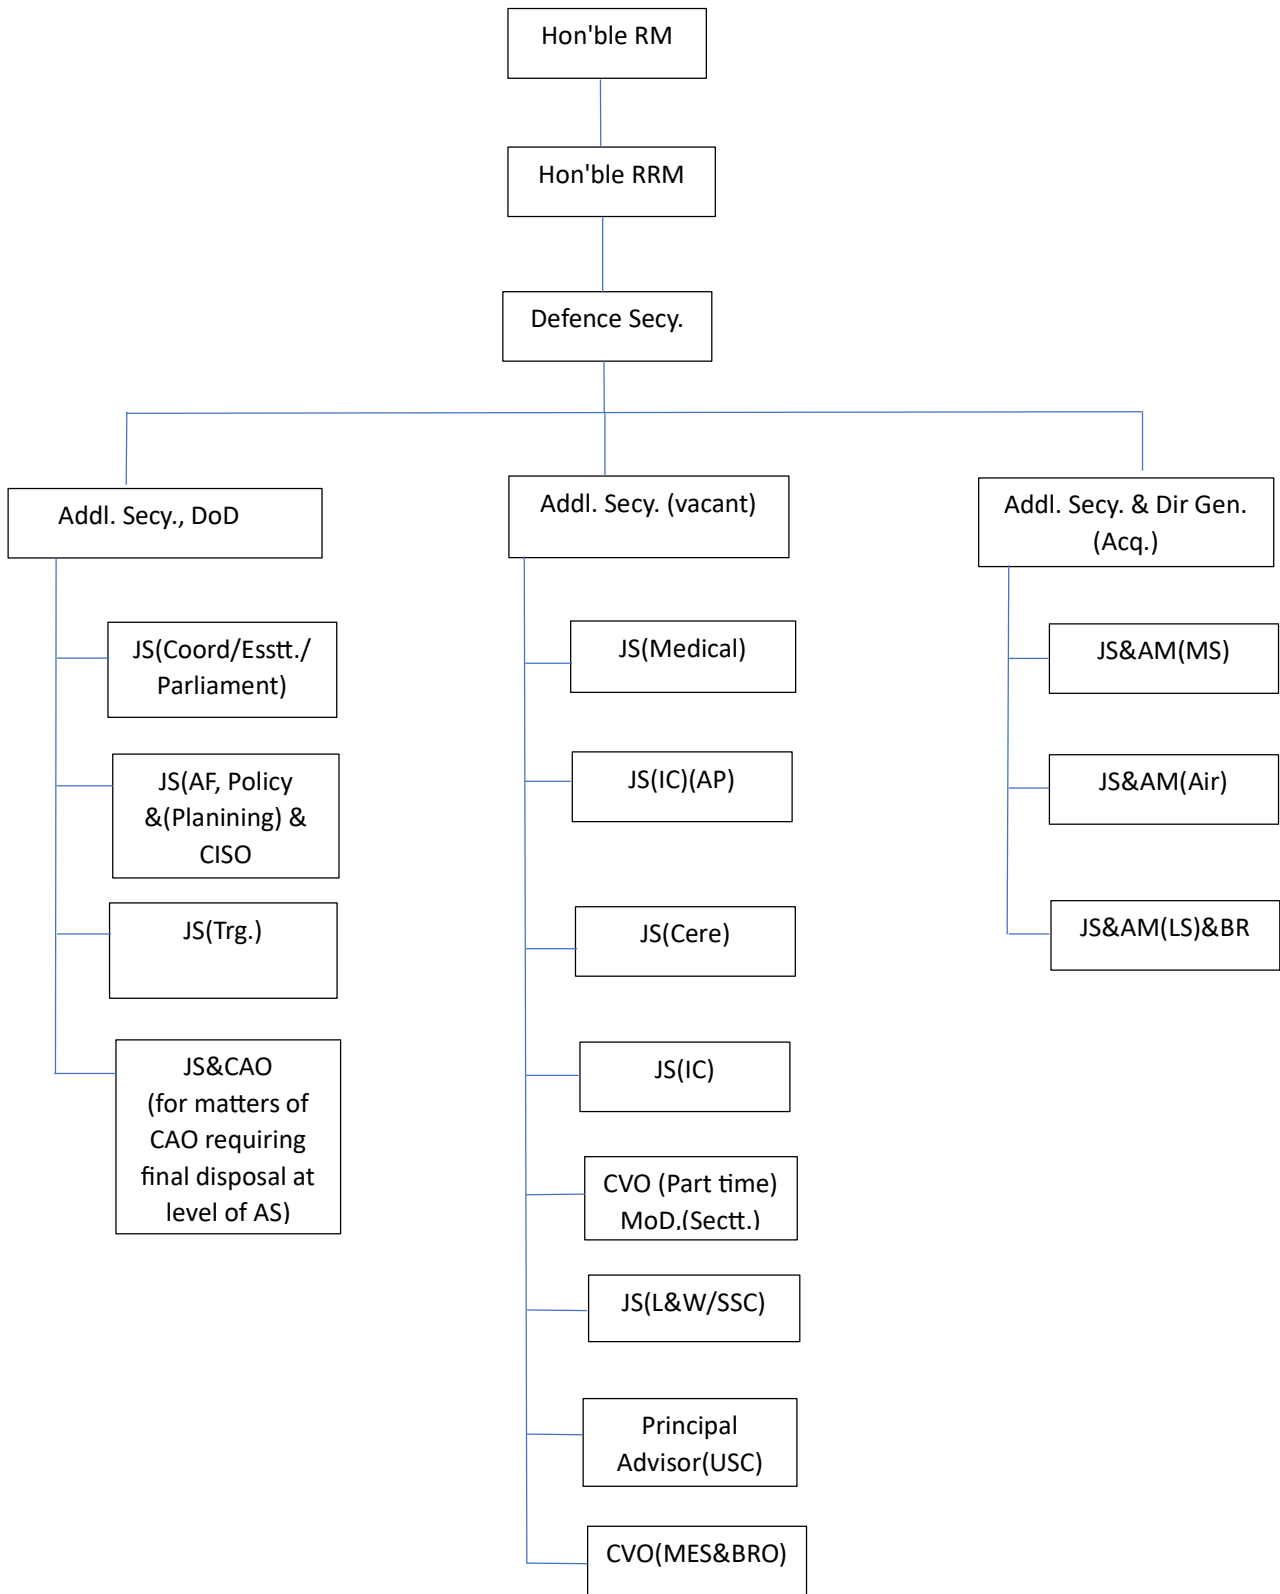 Hon'ble RM
Hon'ble RRM
Defence Secy.
Addl. Secy., DoD
Addl. Secy. (vacant)
Addl. Secy. & Dir Gen.
(Acq.)
JS(Coord/Esstt./
Parliament)
JS(AF, Policy
&(Planining) &
CISO
JS(Trg.)
JS&CAO
(for matters of
CAO requiring
final disposal at
level of AS)
JS(Medical)
JS(IC)(AP)
JS(Cere)
JS(IC)
CVO (Part time)
MoD,(Sectt.)
JS(L&W/SSC)
Principal
Advisor(USC)
CVO(MES&BRO)
JS&AM(MS)
JS&AM(Air)
JS&AM(LS)&BR